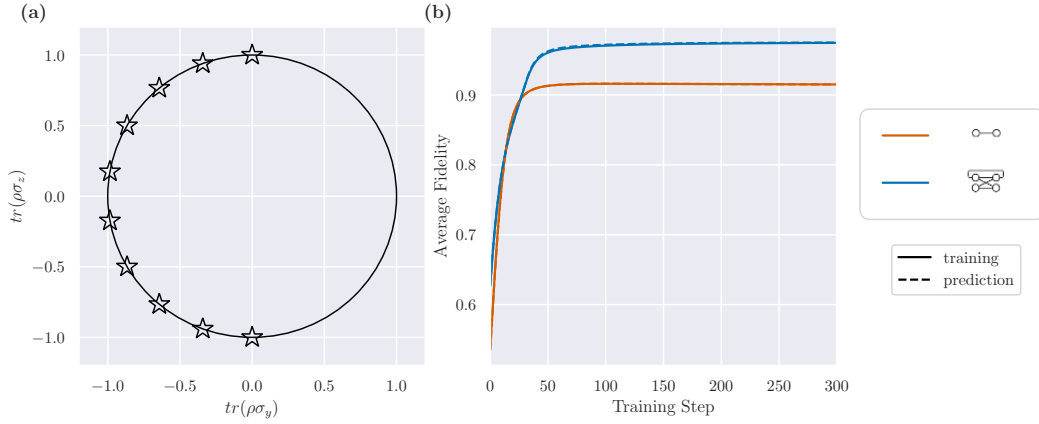 (a)
1.0
0.5
0.0
−0.5
−1.0
tr(ρσ_z)
−1.0 −0.5 0.0 0.5 1.0
tr(ρσ_y)
(b)
0.9
0.8
0.7
0.6
Average Fidelity
0 50 100 150 200 250 300
Training Step
training
prediction